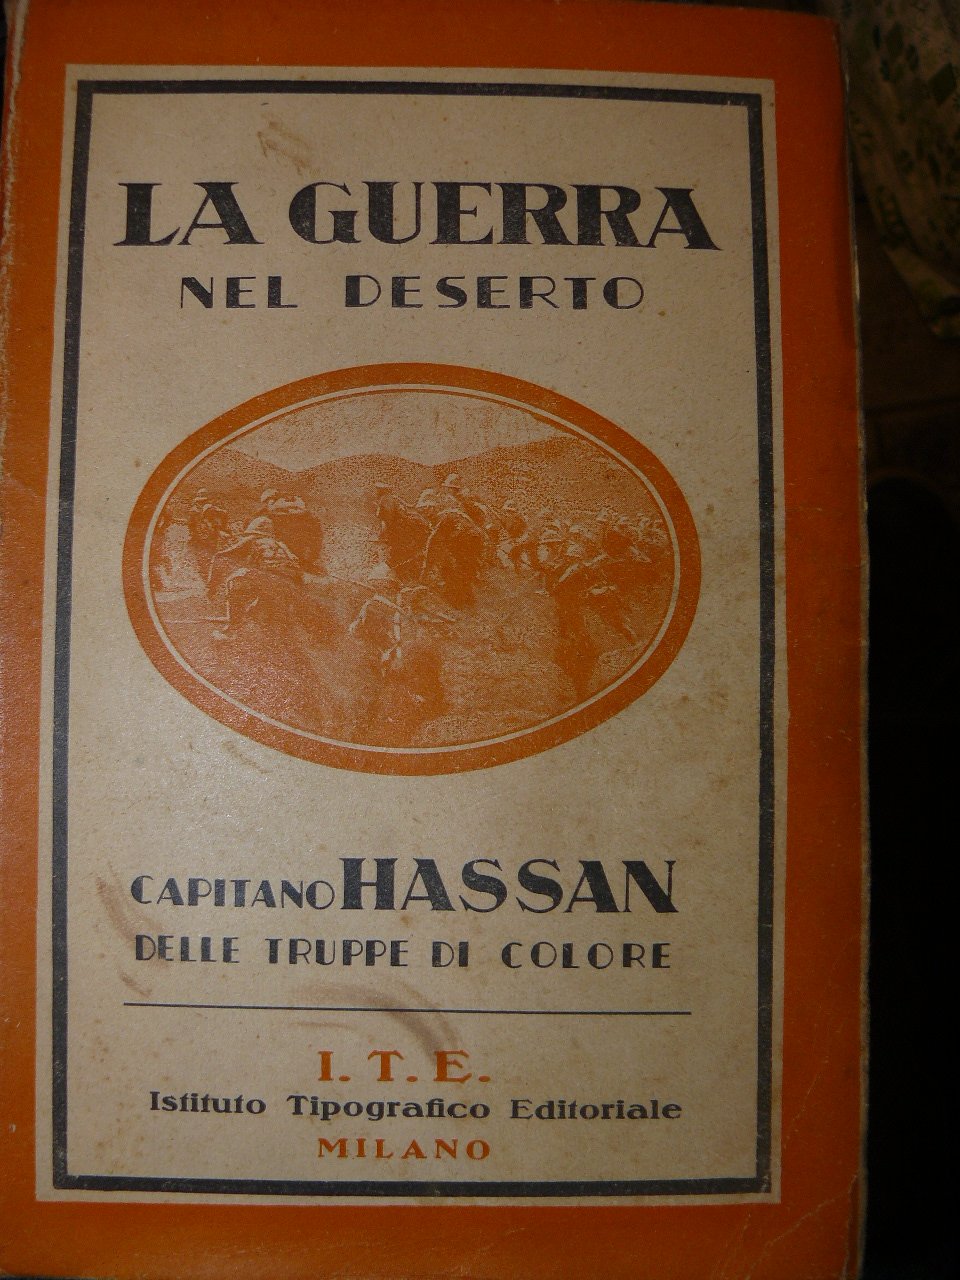 LA GUERRA
NEL DESERTO
CAPITANO HASSAN
DELLE TRUPPE DI COLORE
I. T. E.
Istituto Tipografico Editoriale
MILANO